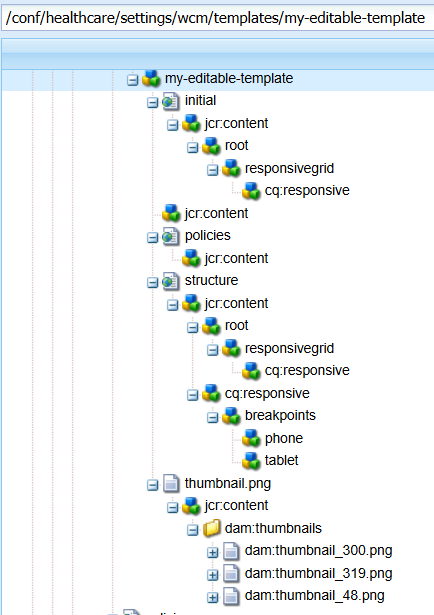 /conf/healthcare/settings/wcm/templates/my-editable-template
my-editable-template
initial
jcr:content
root
responsivegrid
cq:responsive
jcr:content
policies
jcr:content
structure
jcr:content
root
responsivegrid
cq:responsive
cq:responsive
breakpoints
phone
tablet
thumbnail.png
jcr:content
dam:thumbnails
dam:thumbnail_300.png
dam:thumbnail_319.png
dam:thumbnail_48.png